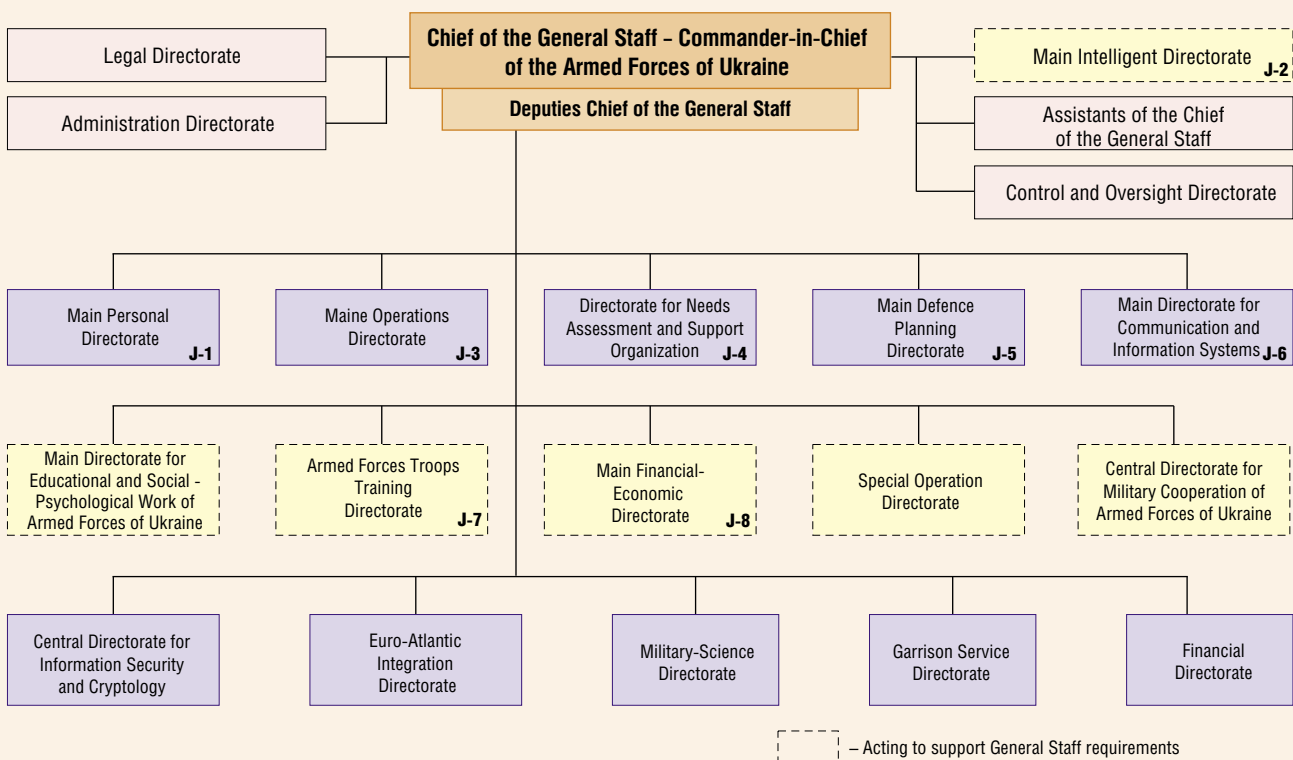 Legal Directorate
Administration Directorate
Chief of the General Staff – Commander-in-Chief
of the Armed Forces of Ukraine
Deputies Chief of the General Staff
Main Intelligent Directorate
J-2
Assistants of the Chief
of the General Staff
Control and Oversight Directorate
Main Personal
Directorate
J-1
Maine Operations
Directorate
J-3
Directorate for Needs
Assessment and Support
Organization
J-4
Main Defence
Planning
Directorate
J-5
Main Directorate for
Communication and
Information Systems
J-6
Main Directorate for
Educational and Social -
Psychological Work of
Armed Forces of Ukraine
Armed Forces Troops
Training
Directorate
J-7
Main Financial-
Economic
Directorate
J-8
Special Operation
Directorate
Central Directorate for
Military Cooperation of
Armed Forces of Ukraine
Central Directorate for
Information Security
and Cryptology
Euro-Atlantic
Integration
Directorate
Military-Science
Directorate
Garrison Service
Directorate
Financial
Directorate
– Acting to support General Staff requirements